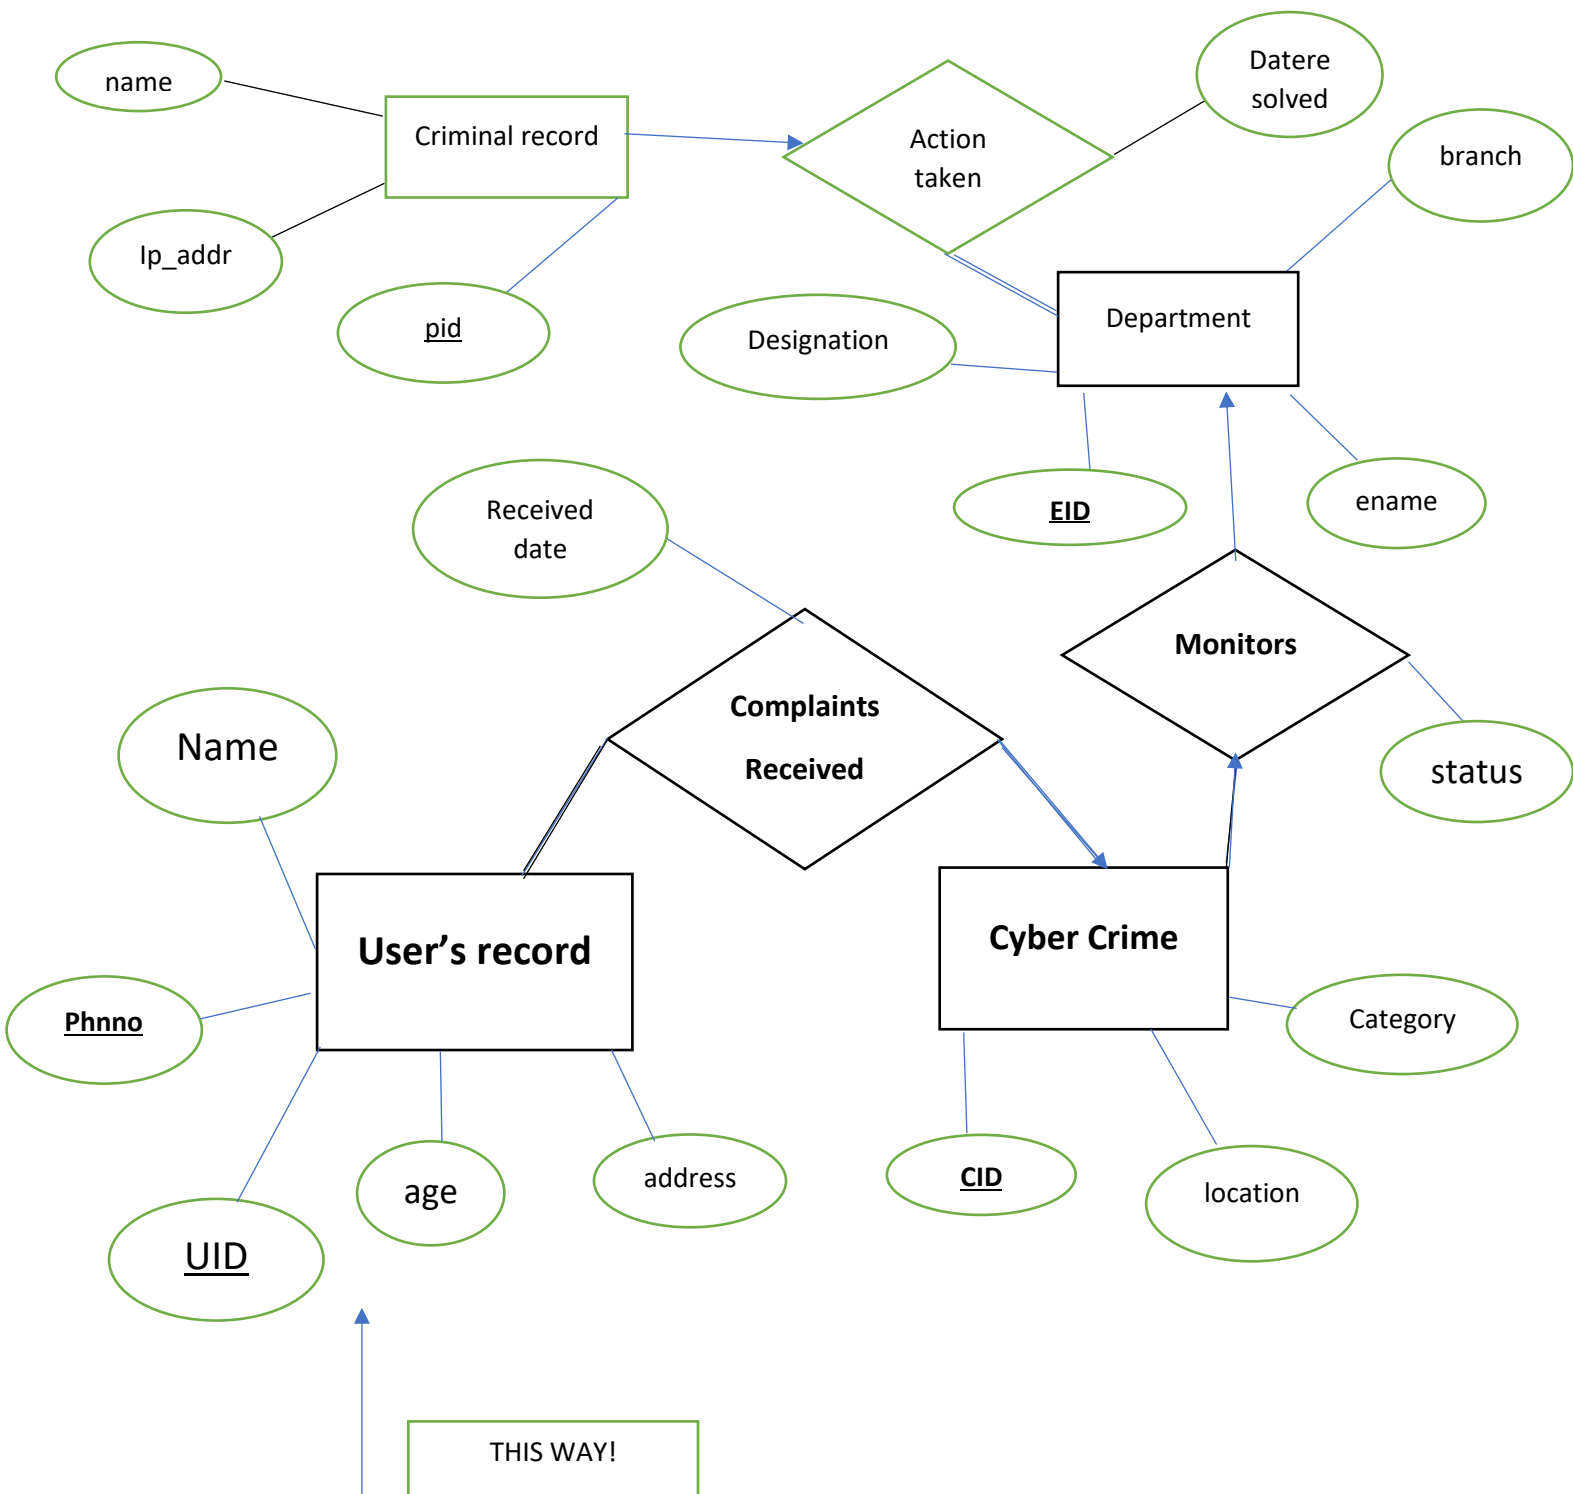 name
Criminal record
Ip_addr
pid
Action
taken
Datere
solved
branch
Department
Designation
EID
ename
Received
date
Monitors
status
Complaints
Received
Name
User’s record
Phnno
UID
age
address
Cyber Crime
Category
CID
location
THIS WAY!